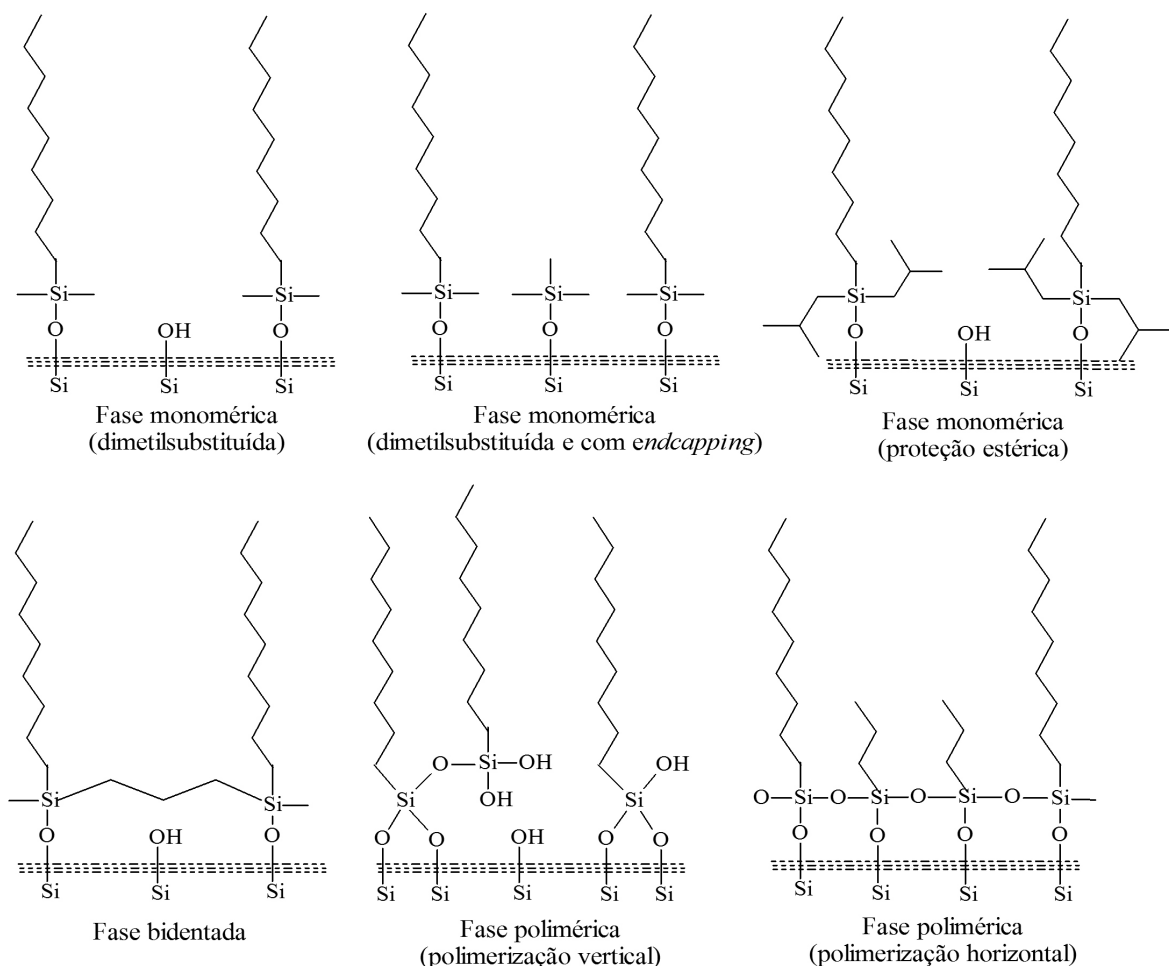 Si
Si
O
OH
O
Si
Si
Si
Fase monomérica
(dimetilsubstituída)
Si
Si
Si
O
O
O
Si
Si
Si
Fase monomérica
(dimetilsubstituída e com endcapping)
Si
Si
O
OH
O
Si
Si
Si
Fase monomérica
(proteção estérica)
Si
Si
O
OH
O
Si
Si
Si
Fase bidentada
O
Si
OH
OH
Si
OH
Si
O
O
OH
O
O
Si
Si
Si
Si
Si
Fase polimérica
(polimerização vertical)
O Si O Si O Si O Si
O
O
O
O
Si
Si
Si
Si
Fase polimérica
(polimerização horizontal)